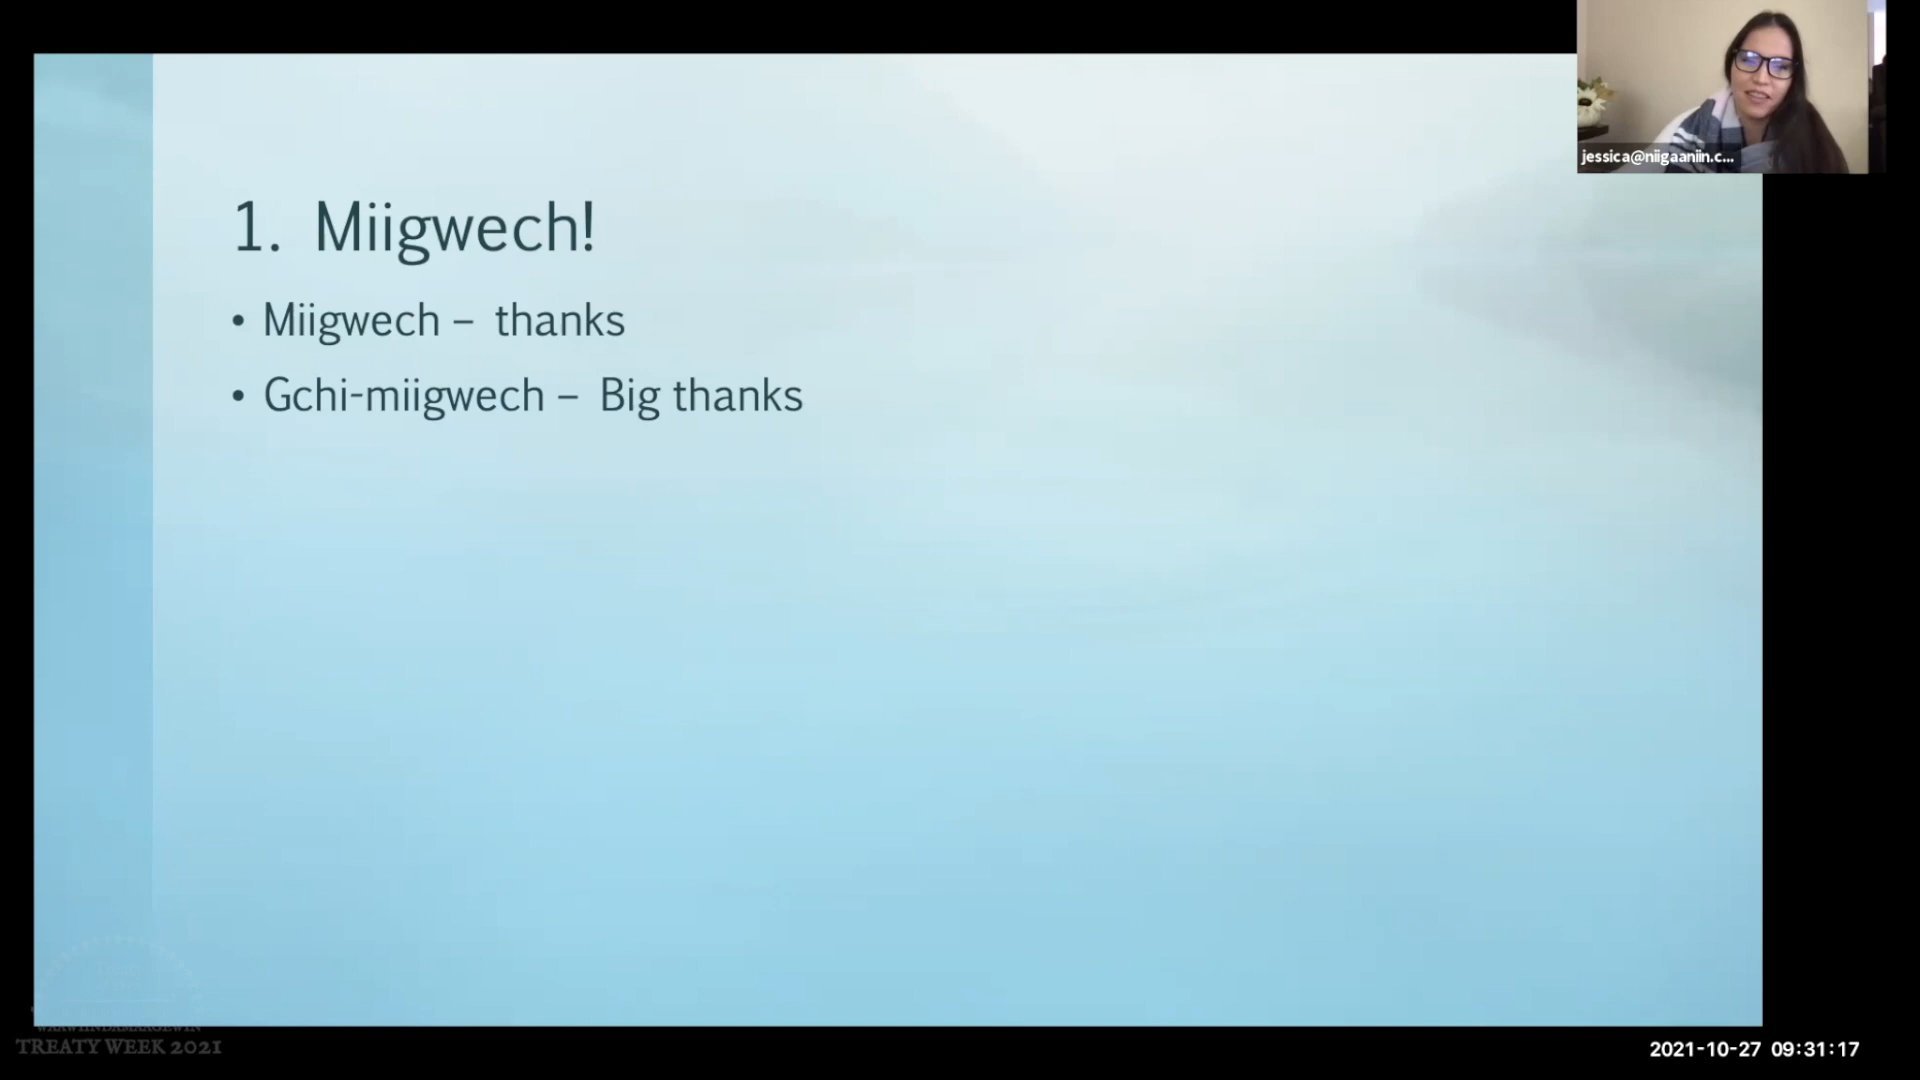 jessica@niigaaniin.c...
1. Miigwech!
• Miigwech – thanks
• Gchi-miigwech – Big thanks
TREATY WEEK 2021
2021-10-27 09:31:17